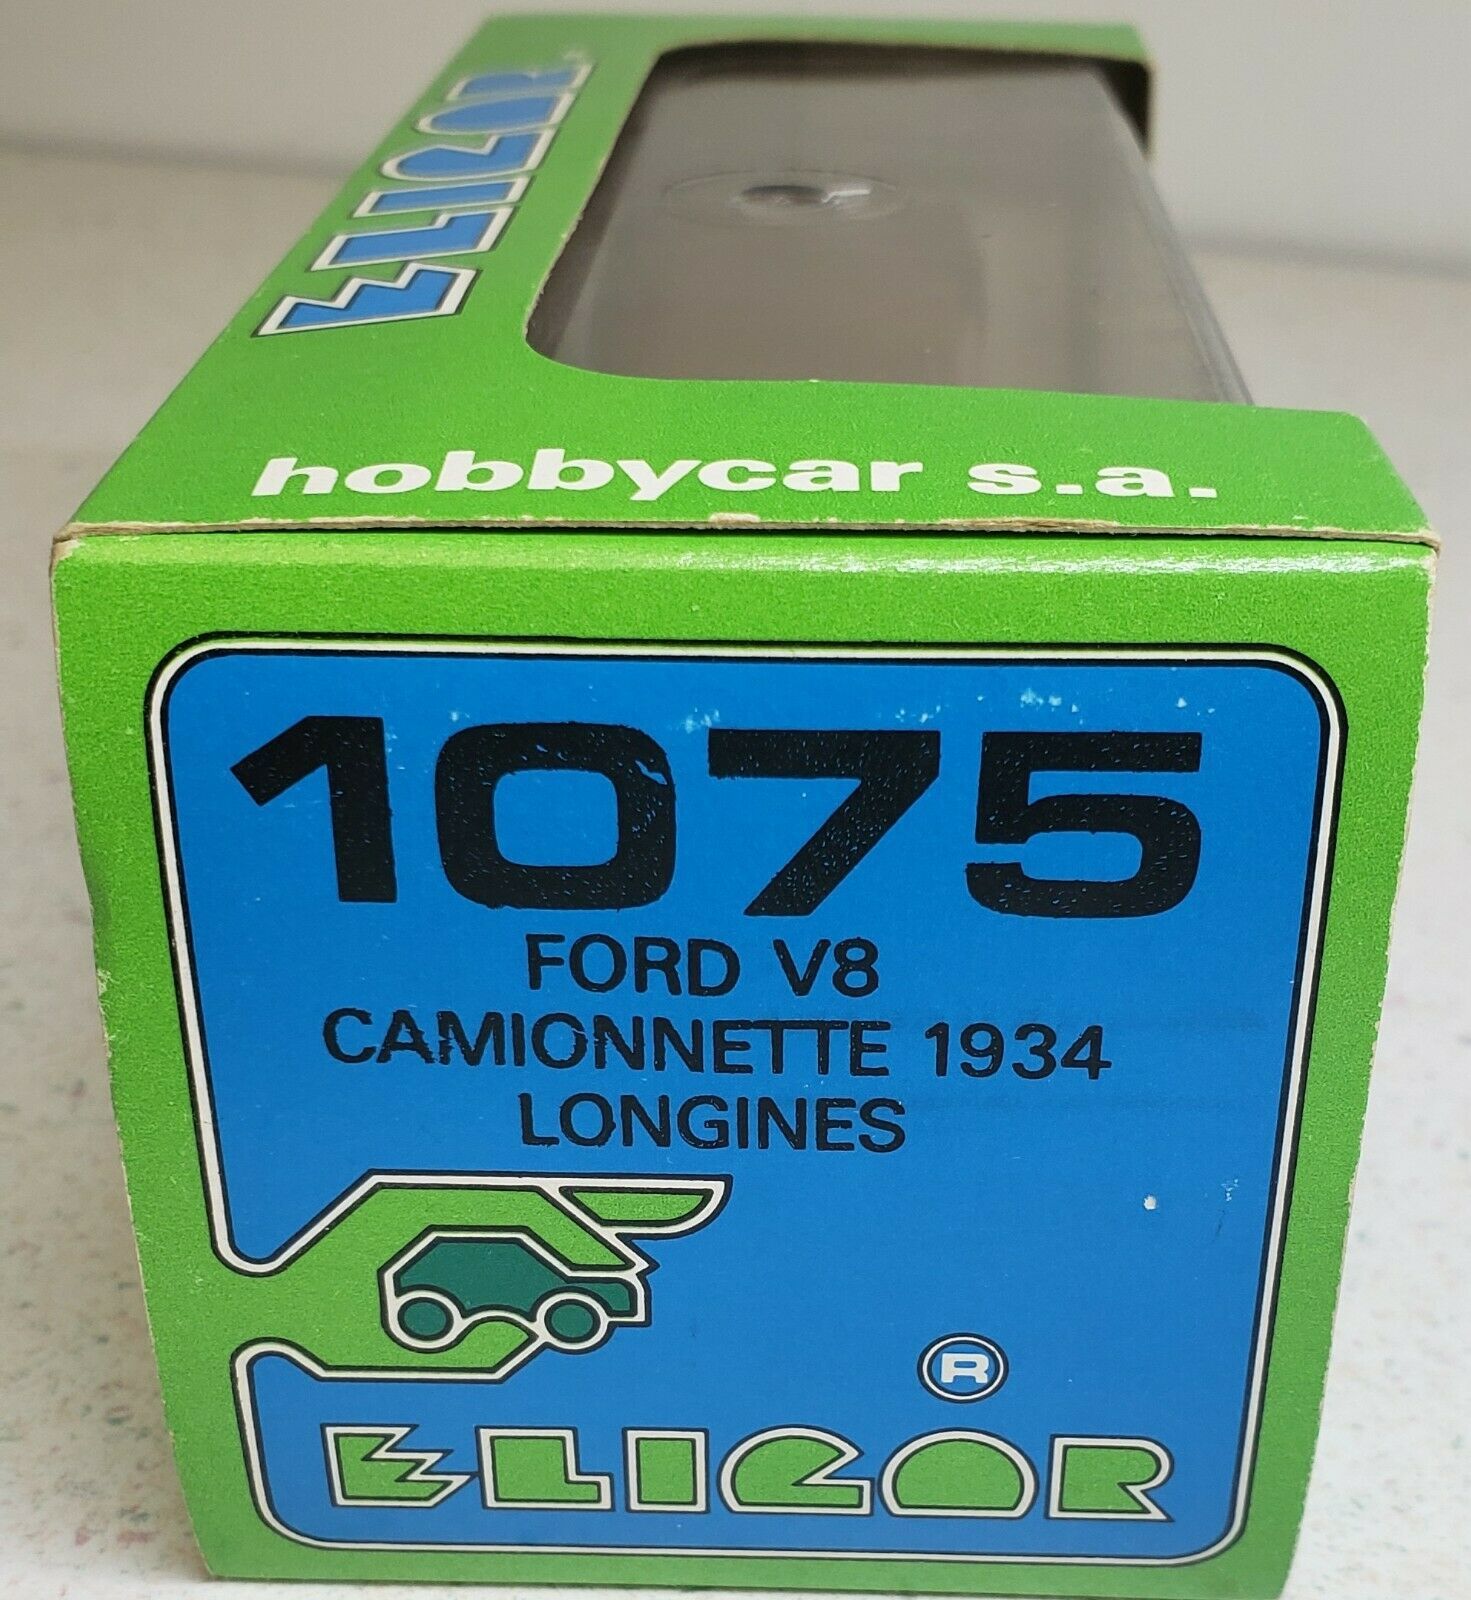 ELIGOR
hobbycar s.a.
1075
FORD V8
CAMIONNETTE 1934
LONGINES
R
ELIGOR